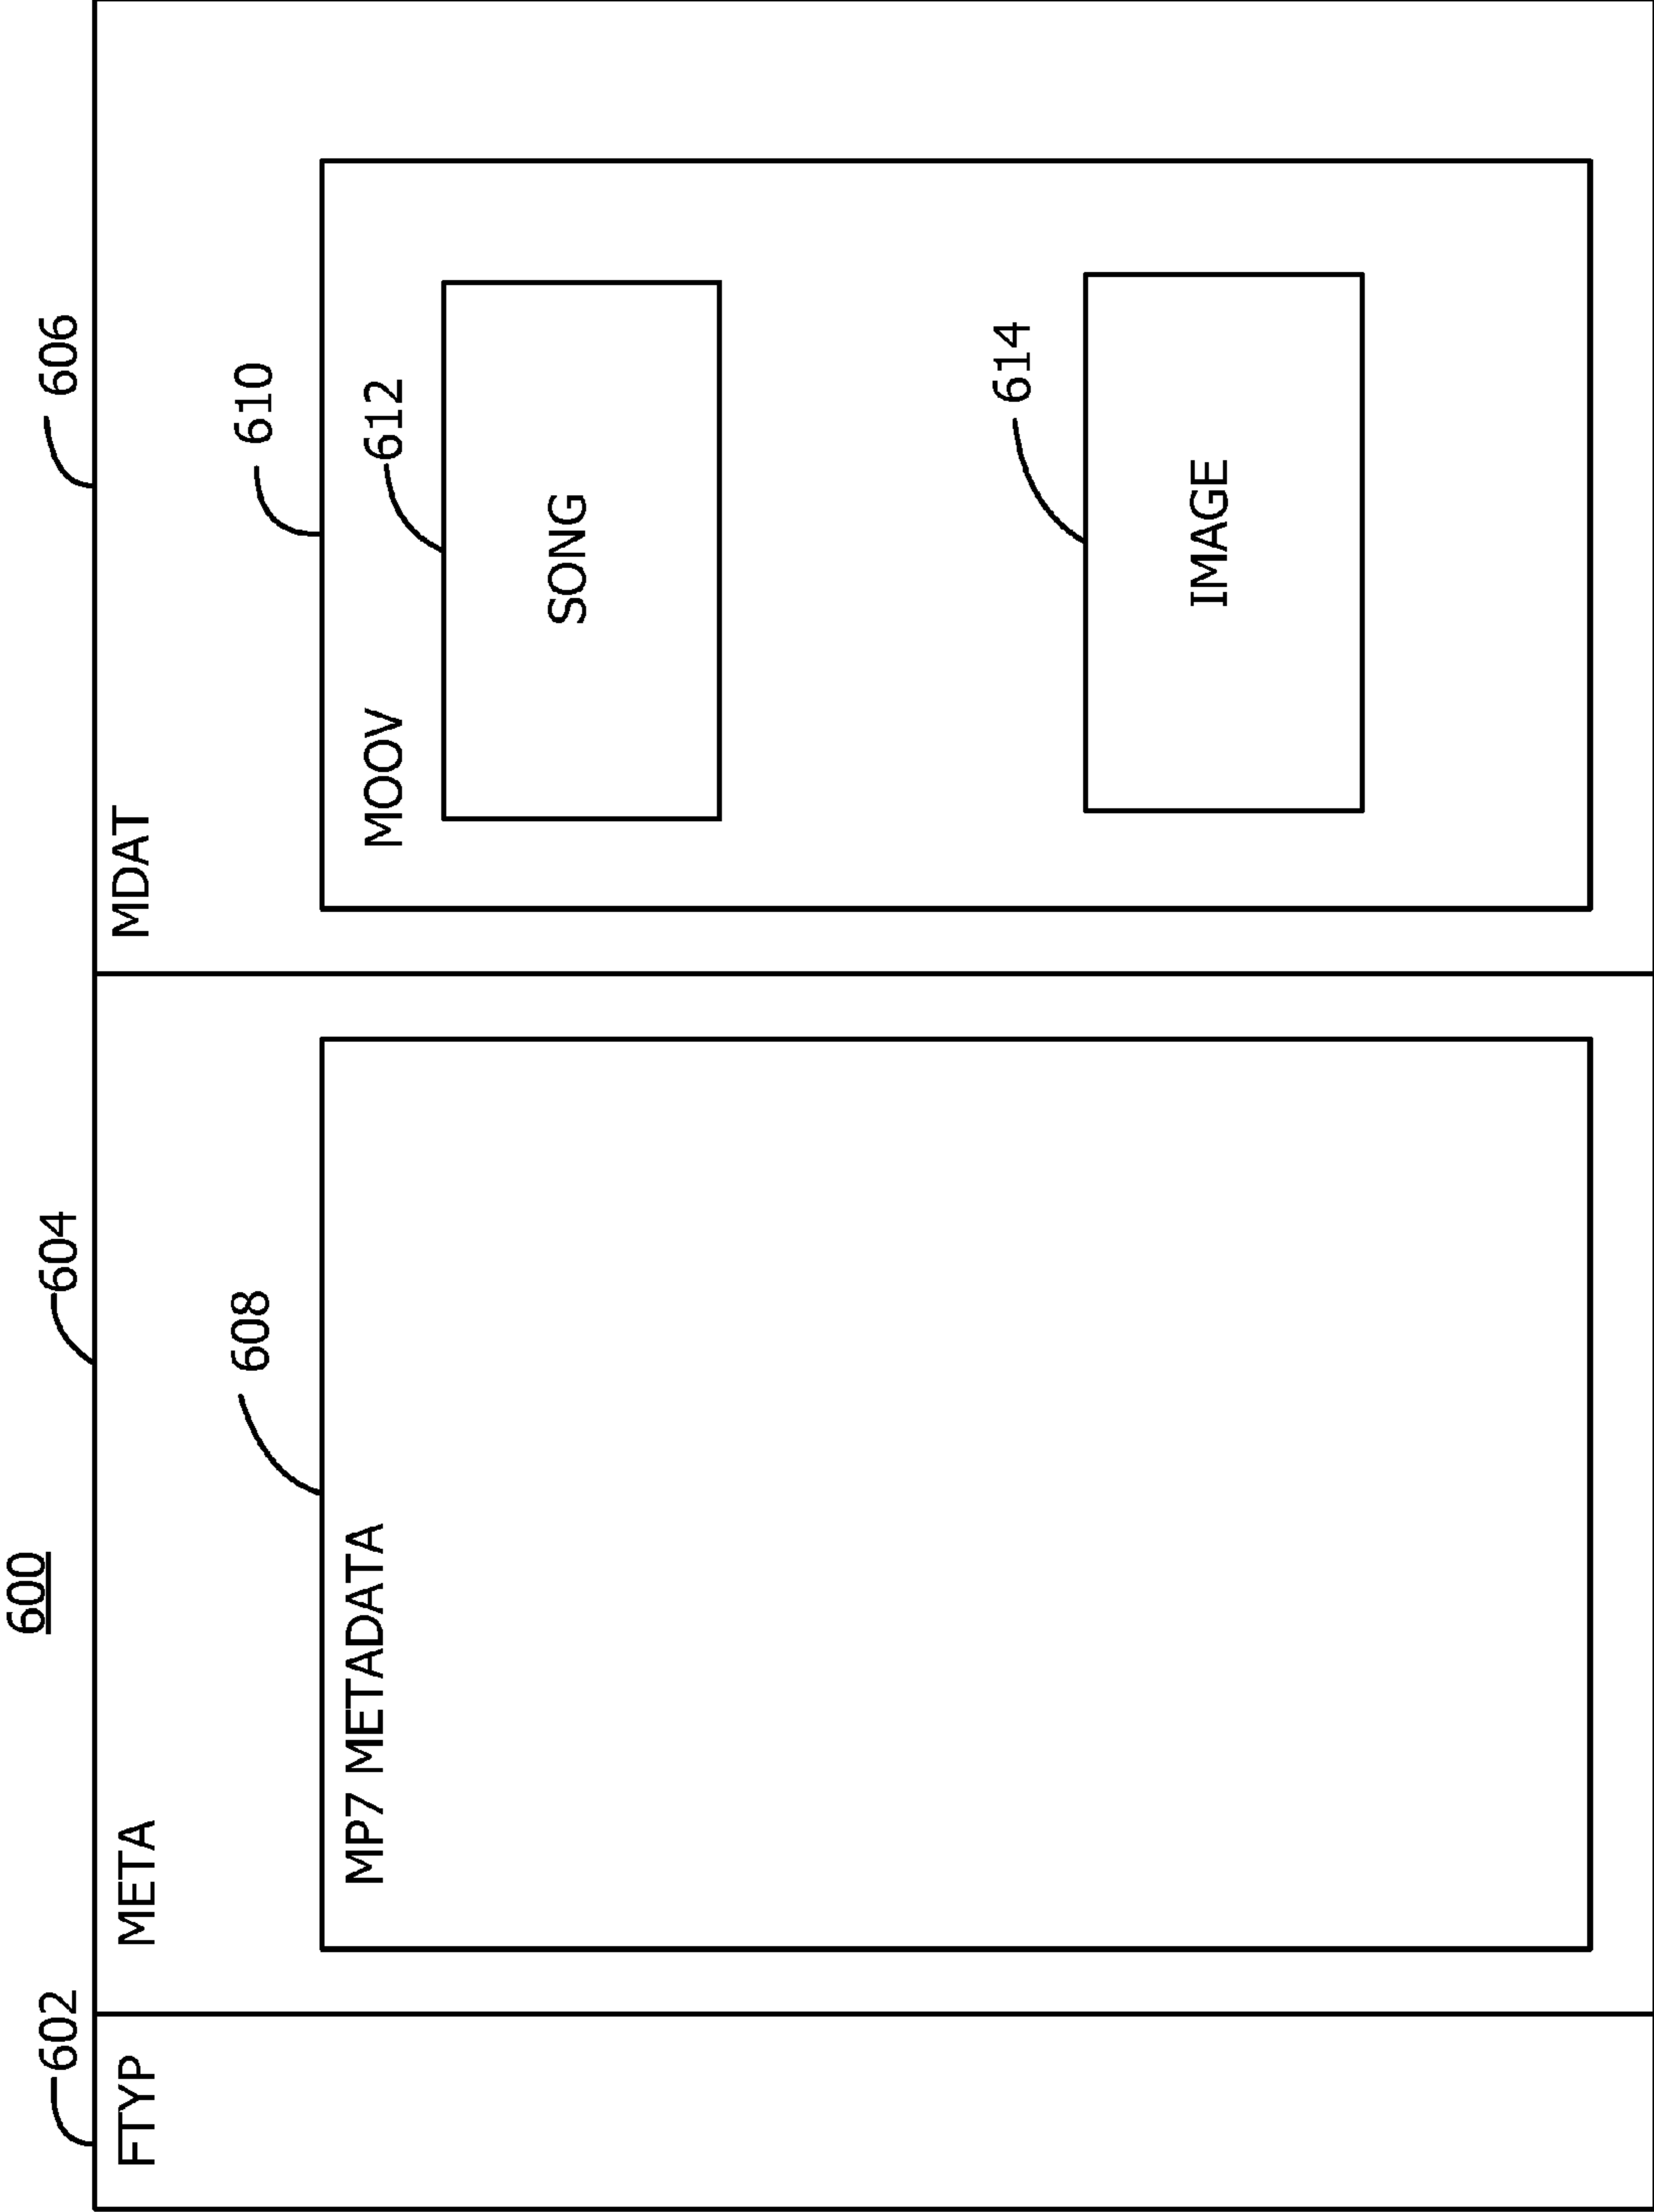 600
602
604
606
FTYP
META
MDAT
608
610
MP7 METADATA
MOOV
612
SONG
614
IMAGE